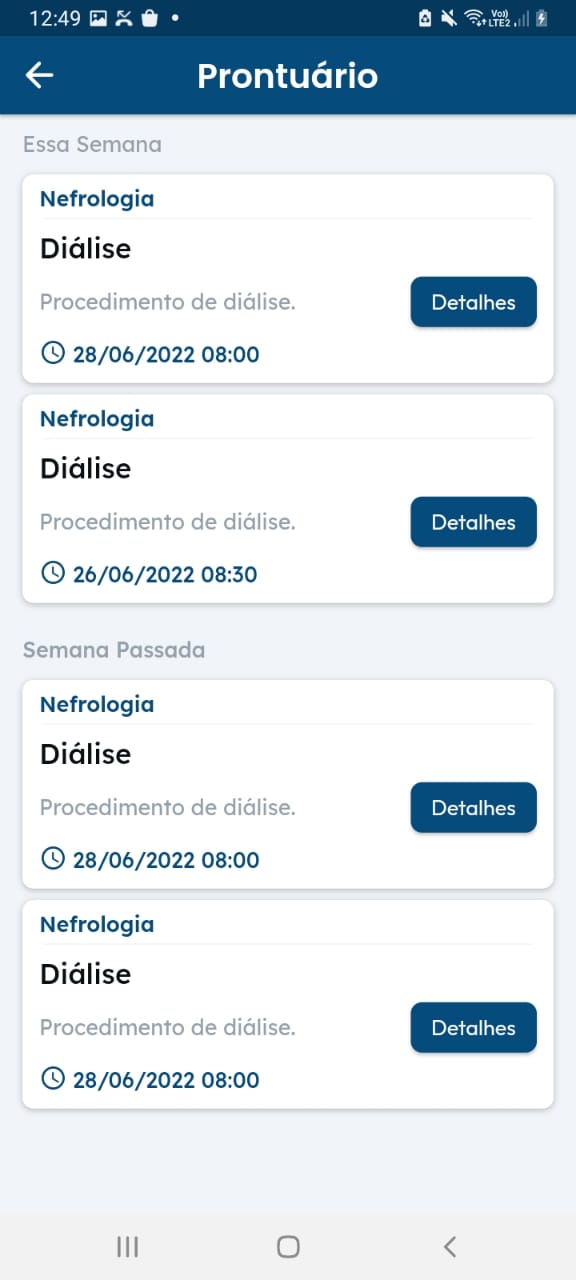 12:49
Vo))
LTE2
Prontuário
Essa Semana
Nefrologia
Diálise
Procedimento de diálise.
Detalhes
28/06/2022 08:00
Nefrologia
Diálise
Procedimento de diálise.
Detalhes
26/06/2022 08:30
Semana Passada
Nefrologia
Diálise
Procedimento de diálise.
Detalhes
28/06/2022 08:00
Nefrologia
Diálise
Procedimento de diálise.
Detalhes
28/06/2022 08:00